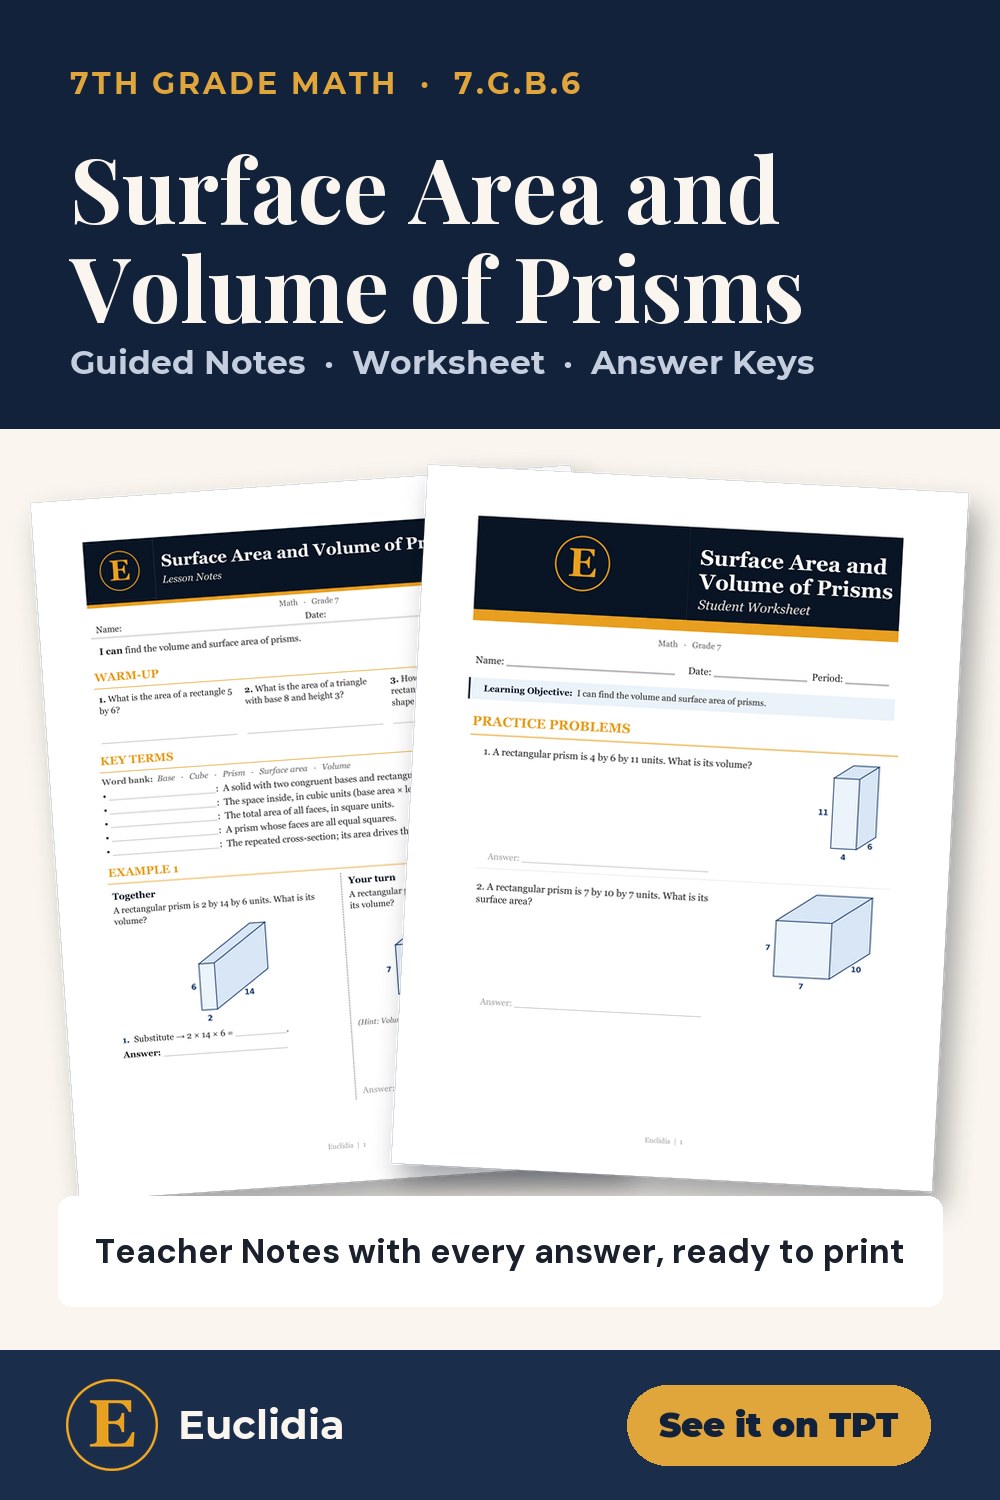 7TH GRADE MATH · 7.G.B.6
Surface Area and
Volume of Prisms
Guided Notes · Worksheet · Answer Keys
E
Surface Area and Volume of Pr
Lesson Notes
Math · Grade 7
Name:
Date:
I can find the volume and surface area of prisms.
WARM-UP
1. What is the area of a rectangle 5
by 6?
2. What is the area of a triangle
with base 8 and height 3?
3. How
rectan
shape
KEY TERMS
Word bank: Base · Cube · Prism · Surface area · Volume
: A solid with two congruent bases and rectangu
: The space inside, in cubic units (base area × le
: The total area of all faces, in square units.
: A prism whose faces are all equal squares.
: The repeated cross-section; its area drives th
EXAMPLE 1
Together
A rectangular prism is 2 by 14 by 6 units. What is its
volume?
6
14
2
1. Substitute → 2 × 14 × 6 =
Answer:
Your turn
A rectangular p
its volume?
7
(Hint: Volu
Answer:
Euclidia | 1
E
Surface Area and
Volume of Prisms
Student Worksheet
Math · Grade 7
Name:
Date:
Period:
Learning Objective: I can find the volume and surface area of prisms.
PRACTICE PROBLEMS
1. A rectangular prism is 4 by 6 by 11 units. What is its volume?
11
6
4
Answer:
2. A rectangular prism is 7 by 10 by 7 units. What is its
surface area?
7
10
7
Answer:
Euclidia | 1
Teacher Notes with every answer, ready to print
E
Euclidia
See it on TPT